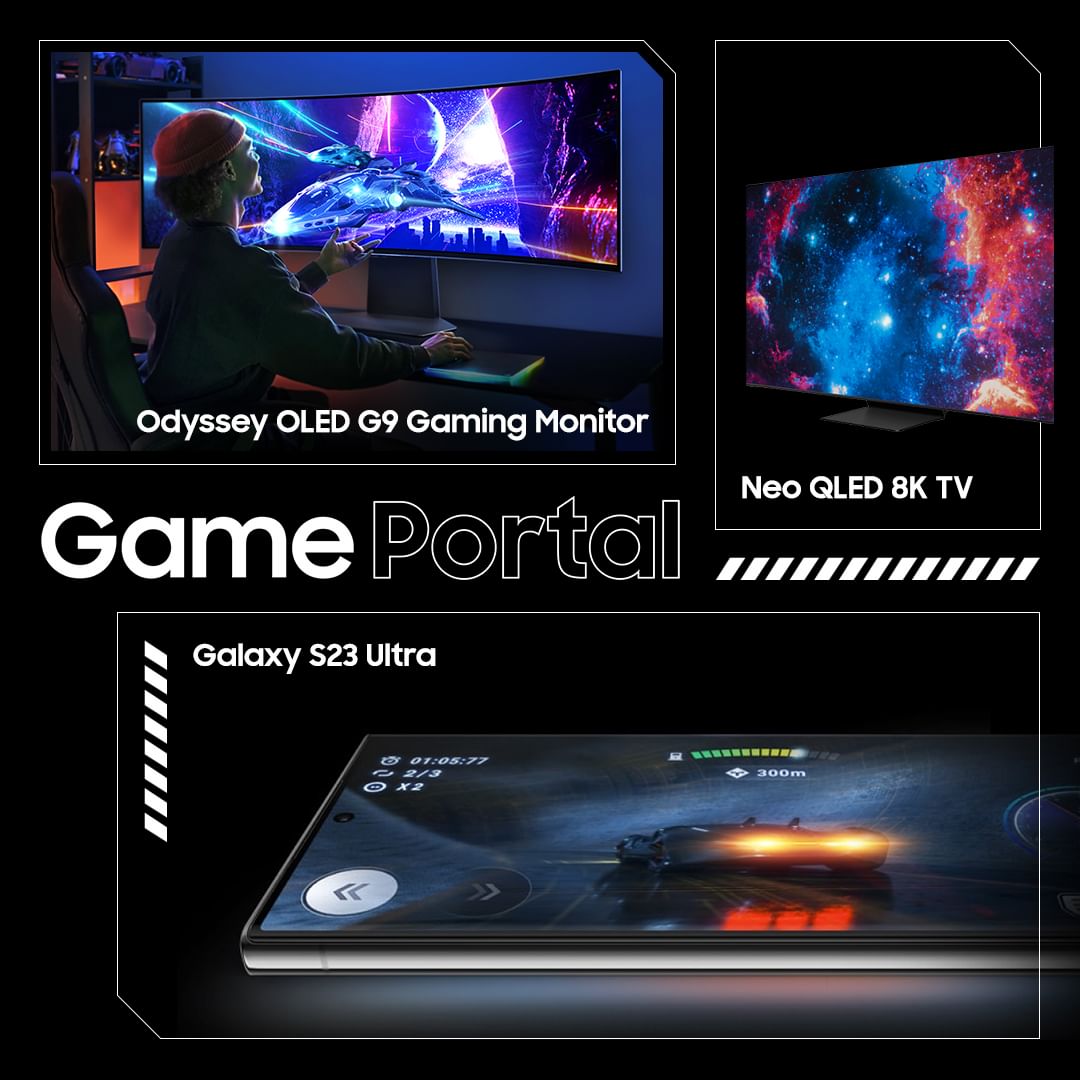 Odyssey OLED G9 Gaming Monitor
Neo QLED 8K TV
Game Portal
Galaxy S23 Ultra
01:05:77
2/3
X2
300m